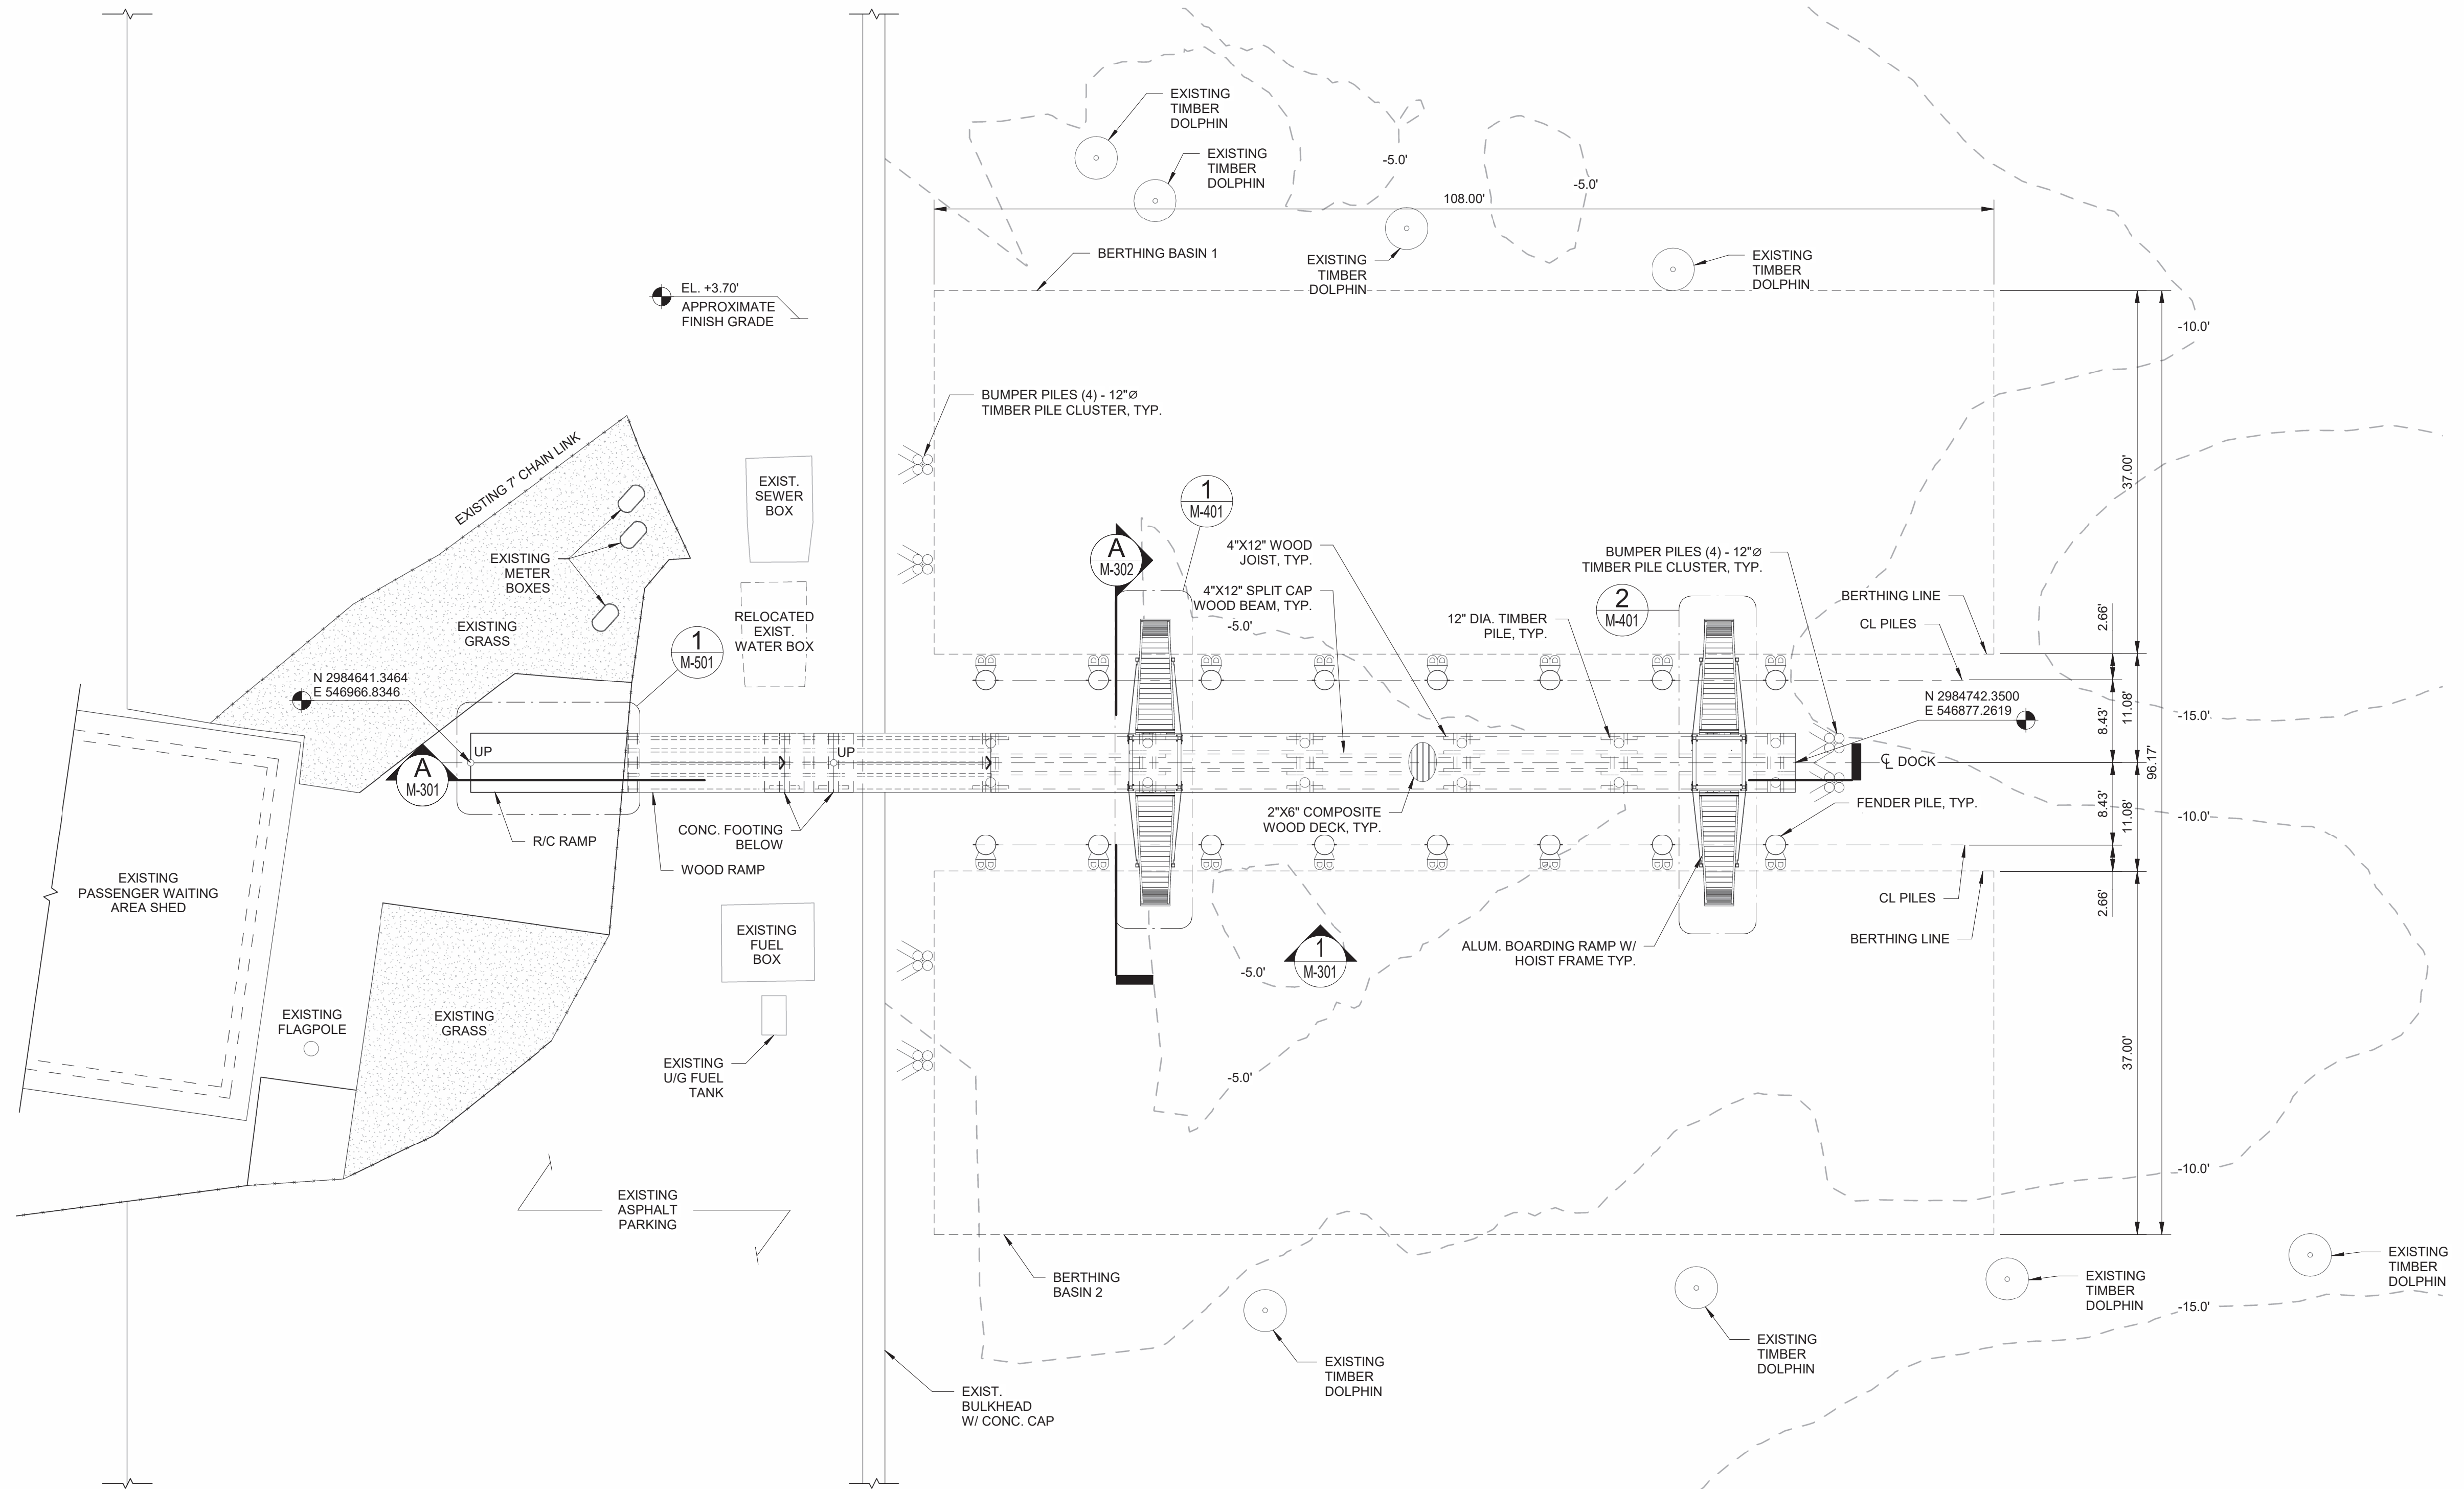 EXISTING
TIMBER
DOLPHIN
EXISTING
TIMBER
DOLPHIN
-5.0'
-5.0'
108.00'
BERTHING BASIN 1
EXISTING
TIMBER
DOLPHIN
EXISTING
TIMBER
DOLPHIN
EL. +3.70'
APPROXIMATE
FINISH GRADE
-10.0'
BUMPER PILES (4) - 12"Ø
TIMBER PILE CLUSTER, TYP.
EXISTING 7' CHAIN LINK
EXIST.
SEWER
BOX
37.00'
1
M-401
EXISTING
METER
BOXES
A
M-302
4"X12" WOOD
JOIST, TYP.
BUMPER PILES (4) - 12"Ø
TIMBER PILE CLUSTER, TYP.
4"X12" SPLIT CAP
WOOD BEAM, TYP.
2
M-401
BERTHING LINE
RELOCATED
EXIST.
WATER BOX
EXISTING
GRASS
-5.0'
12" DIA. TIMBER
PILE, TYP.
CL PILES
2.66'
1
M-501
N 2984641.3464
E 546966.8346
N 2984742.3500
E 546877.2619
8.43'
11.08'
-15.0'
UP
UP
A
M-301
CL DOCK
96.17'
R/C RAMP
CONC. FOOTING
BELOW
2"X6" COMPOSITE
WOOD DECK, TYP.
FENDER PILE, TYP.
8.43'
11.08'
-10.0'
WOOD RAMP
EXISTING
PASSENGER WAITING
AREA SHED
CL PILES
2.66'
EXISTING
FUEL
BOX
1
M-301
ALUM. BOARDING RAMP W/
HOIST FRAME TYP.
BERTHING LINE
-5.0'
EXISTING
FLAGPOLE
EXISTING
GRASS
EXISTING
U/G FUEL
TANK
-5.0'
37.00'
-10.0'
EXISTING
ASPHALT
PARKING
BERTHING
BASIN 2
EXISTING
TIMBER
DOLPHIN
EXISTING
TIMBER
DOLPHIN
-15.0'
EXISTING
TIMBER
DOLPHIN
EXISTING
TIMBER
DOLPHIN
EXIST.
BULKHEAD
W/ CONC. CAP